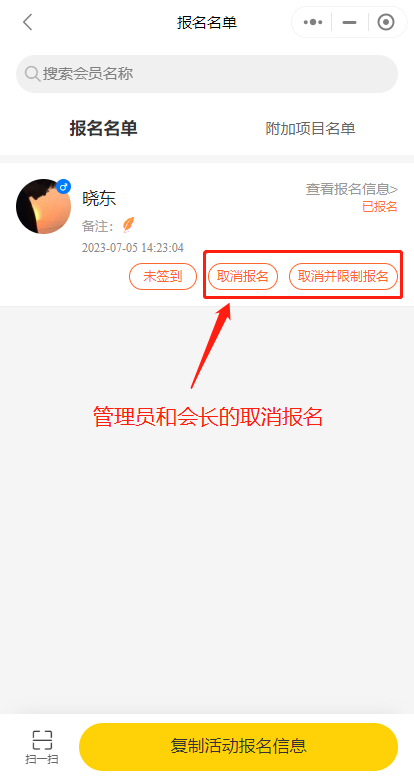 报名名单
搜索会员名称
报名名单
附加项目名单
晓东
查看报名信息>
已报名
备注：
2023-07-05 14:23:04
未签到
取消报名
取消并限制报名
管理员和会长的取消报名
扫一扫
复制活动报名信息